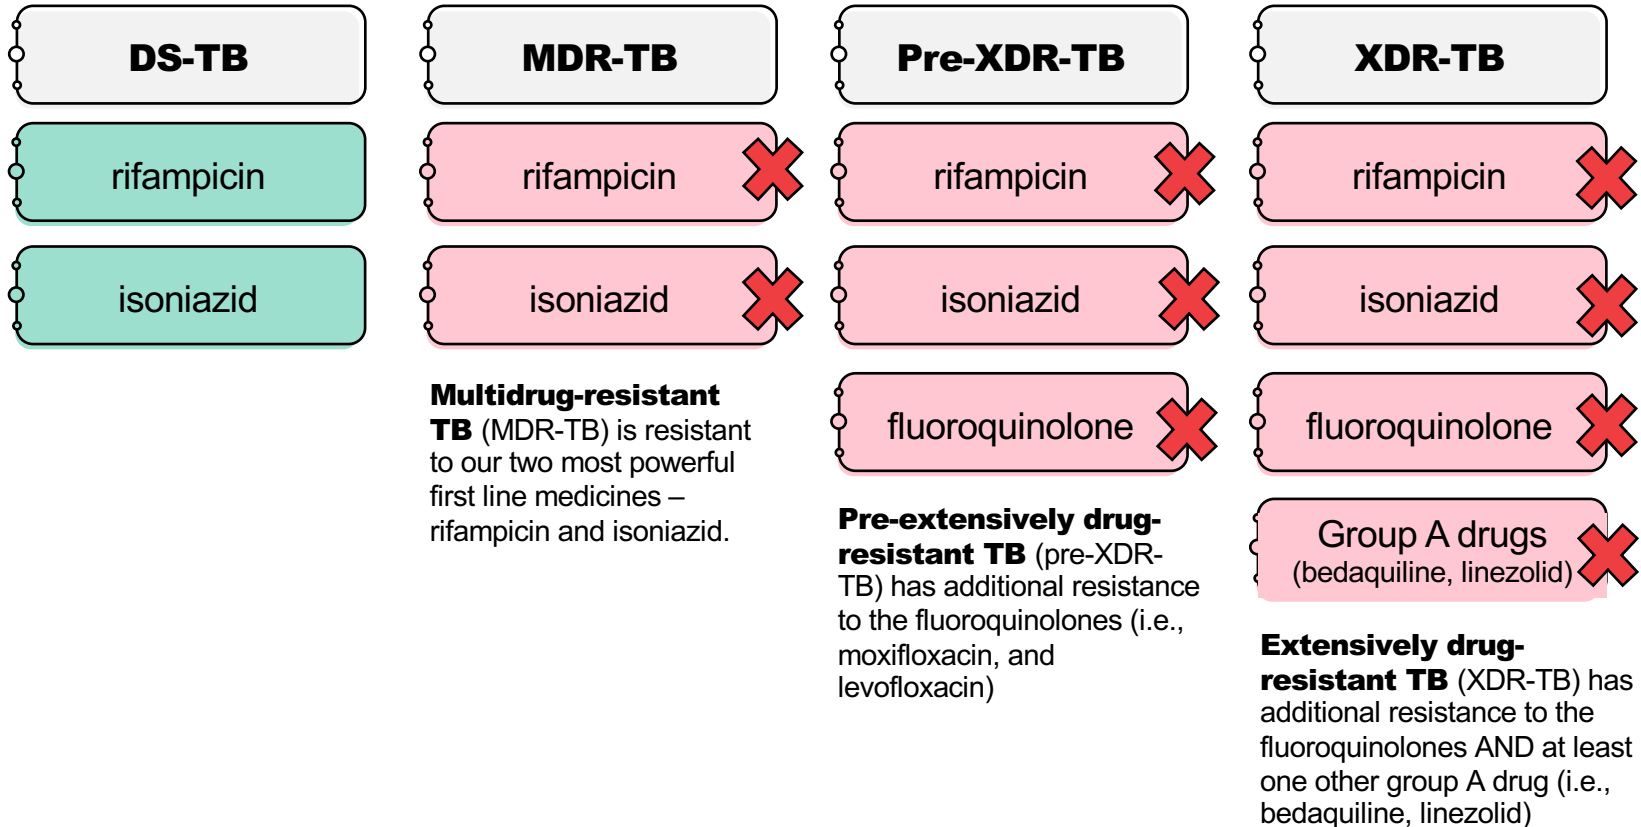 DS-TB
rifampicin
isoniazid
MDR-TB
rifampicin
isoniazid
Multidrug-resistant
TB (MDR-TB) is resistant
to our two most powerful
first line medicines –
rifampicin and isoniazid.
Pre-XDR-TB
rifampicin
isoniazid
fluoroquinolone
Pre-extensively drug-
resistant TB (pre-XDR-
TB) has additional resistance
to the fluoroquinolones (i.e.,
moxifloxacin, and
levofloxacin)
XDR-TB
rifampicin
isoniazid
fluoroquinolone
Group A drugs
(bedaquiline, linezolid)
Extensively drug-
resistant TB (XDR-TB) has
additional resistance to the
fluoroquinolones AND at least
one other group A drug (i.e.,
bedaquiline, linezolid)